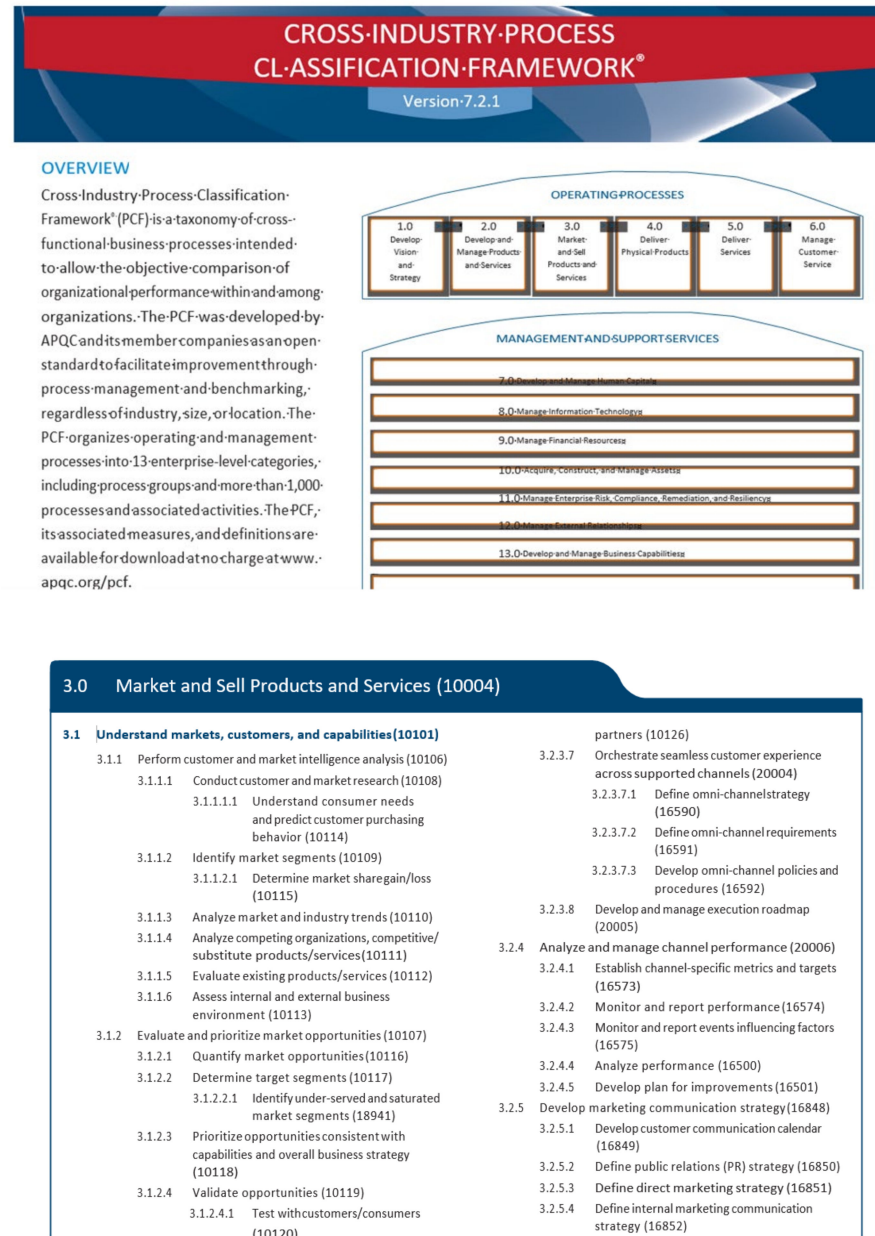 CROSS·INDUSTRY·PROCESS
CL·ASSIFICATION·FRAMEWORK®
Version·7.2.1
OVERVIEW
Cross·Industry·Process·Classification·
Framework®(PCF)·is·a·taxonomy·of·cross-·
functional·business·processes·intended·
to·allow·the·objective·comparison·of
organizational·performance·within·and·among·
organizations.·The·PCF·was·developed·by·
APQC·and·its·member·companies·as·an·open·
standard·to·facilitate·improvement·through·
process·management·and·benchmarking,·
regardless·of·industry,·size,·or·location.·The·
PCF·organizes·operating·and·management·
processes·into·13·enterprise-level·categories,·
including·process·groups·and·more·than·1,000·
processes·and·associated·activities.·The·PCF,·
its·associated·measures,·and·definitions·are·
available·for·download·at·no·charge·at·www.·
apqc.org/pcf.
OPERATING·PROCESSES
1.0
Develop·
Vision·
and·
Strategy
2.0
Develop·and·
Manage·Products·
and·Services
3.0
Market·
and·Sell
Products·and·
Services
4.0
Deliver·
Physical·Products
5.0
Deliver·
Services
6.0
Manage·
Customer·
Service
MANAGEMENT·AND·SUPPORT·SERVICES
7.0·Develop·and·Manage·Human·Capital¤
8.0·Manage·Information·Technology¤
9.0·Manage·Financial·Resources¤
10.0·Acquire,·Construct,·and·Manage·Assets¤
11.0·Manage·Enterprise·Risk,·Compliance,·Remediation,·and·Resiliency¤
12.0·Manage·External·Relationships¤
13.0·Develop·and·Manage·Business·Capabilities¤
3.0 Market and Sell Products and Services (10004)
3.1 Understand markets, customers, and capabilities (10101)
3.1.1 Perform customer and market intelligence analysis (10106)
3.1.1.1 Conduct customer and market research (10108)
3.1.1.1.1 Understand consumer needs
and predict customer purchasing
behavior (10114)
3.1.1.2 Identify market segments (10109)
3.1.1.2.1 Determine market share gain/loss
(10115)
3.1.1.3 Analyze market and industry trends (10110)
3.1.1.4 Analyze competing organizations, competitive/
substitute products/services (10111)
3.1.1.5 Evaluate existing products/services (10112)
3.1.1.6 Assess internal and external business
environment (10113)
3.1.2 Evaluate and prioritize market opportunities (10107)
3.1.2.1 Quantify market opportunities (10116)
3.1.2.2 Determine target segments (10117)
3.1.2.2.1 Identify under-served and saturated
market segments (18941)
3.1.2.3 Prioritize opportunities consistent with
capabilities and overall business strategy
(10118)
3.1.2.4 Validate opportunities (10119)
3.1.2.4.1 Test with customers/consumers
(10120)
partners (10126)
3.2.3.7 Orchestrate seamless customer experience
across supported channels (20004)
3.2.3.7.1 Define omni-channel strategy
(16590)
3.2.3.7.2 Define omni-channel requirements
(16591)
3.2.3.7.3 Develop omni-channel policies and
procedures (16592)
3.2.3.8 Develop and manage execution roadmap
(20005)
3.2.4 Analyze and manage channel performance (20006)
3.2.4.1 Establish channel-specific metrics and targets
(16573)
3.2.4.2 Monitor and report performance (16574)
3.2.4.3 Monitor and report events influencing factors
(16575)
3.2.4.4 Analyze performance (16500)
3.2.4.5 Develop plan for improvements (16501)
3.2.5 Develop marketing communication strategy (16848)
3.2.5.1 Develop customer communication calendar
(16849)
3.2.5.2 Define public relations (PR) strategy (16850)
3.2.5.3 Define direct marketing strategy (16851)
3.2.5.4 Define internal marketing communication
strategy (16852)